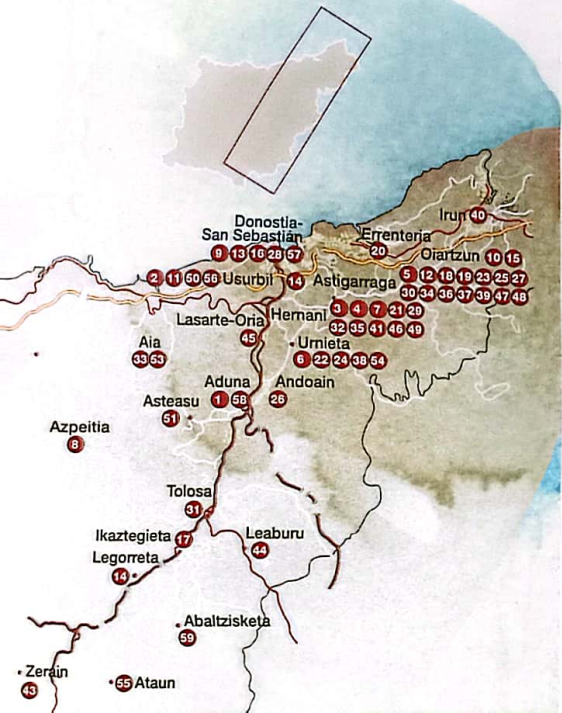 Donostia-
San Sebastián
9 13 16 28 57
Irun 40
Errenteria
20
Oiartzun 10 15
2 11 50 56 Usurbil
14
Astigarraga 5 12 18 19 23 25 27
30 34 36 37 39 47 48
Lasarte-Oria
45
Hernani 3 4 7 21 29
32 35 41 46 49
Aia
33 53
Urnieta
6 22 24 38 54
Aduna
1 58
Andoain
26
Asteasu
51
Azpeitia
8
Tolosa
31
Ikaztegieta
17
Leaburu
44
Legorreta
14
Abaltzisketa
59
Zerain
43
55 Ataun